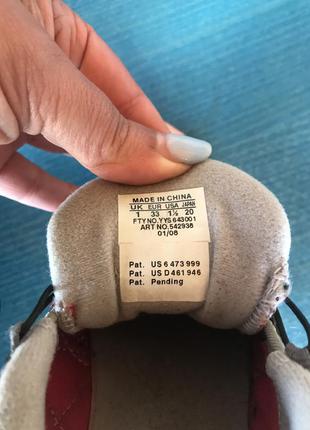 MADE IN CHINA
UK EUR USA JAPAN
1 33 1½ 20
FTY NO. YYS 643001
ART NO. 542938
01/08
Pat. US 6 473 999
Pat. US D 461 946
Pat. Pending